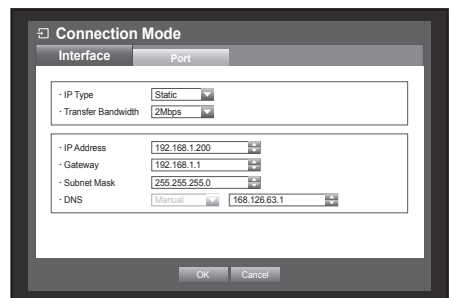 Connection Mode
Interface Port
· IP Type Static
· Transfer Bandwidth 2Mbps
· IP Address 192.168.1.200
· Gateway 192.168.1.1
· Subnet Mask 255.255.255.0
· DNS Manual 168.126.63.1
OK Cancel